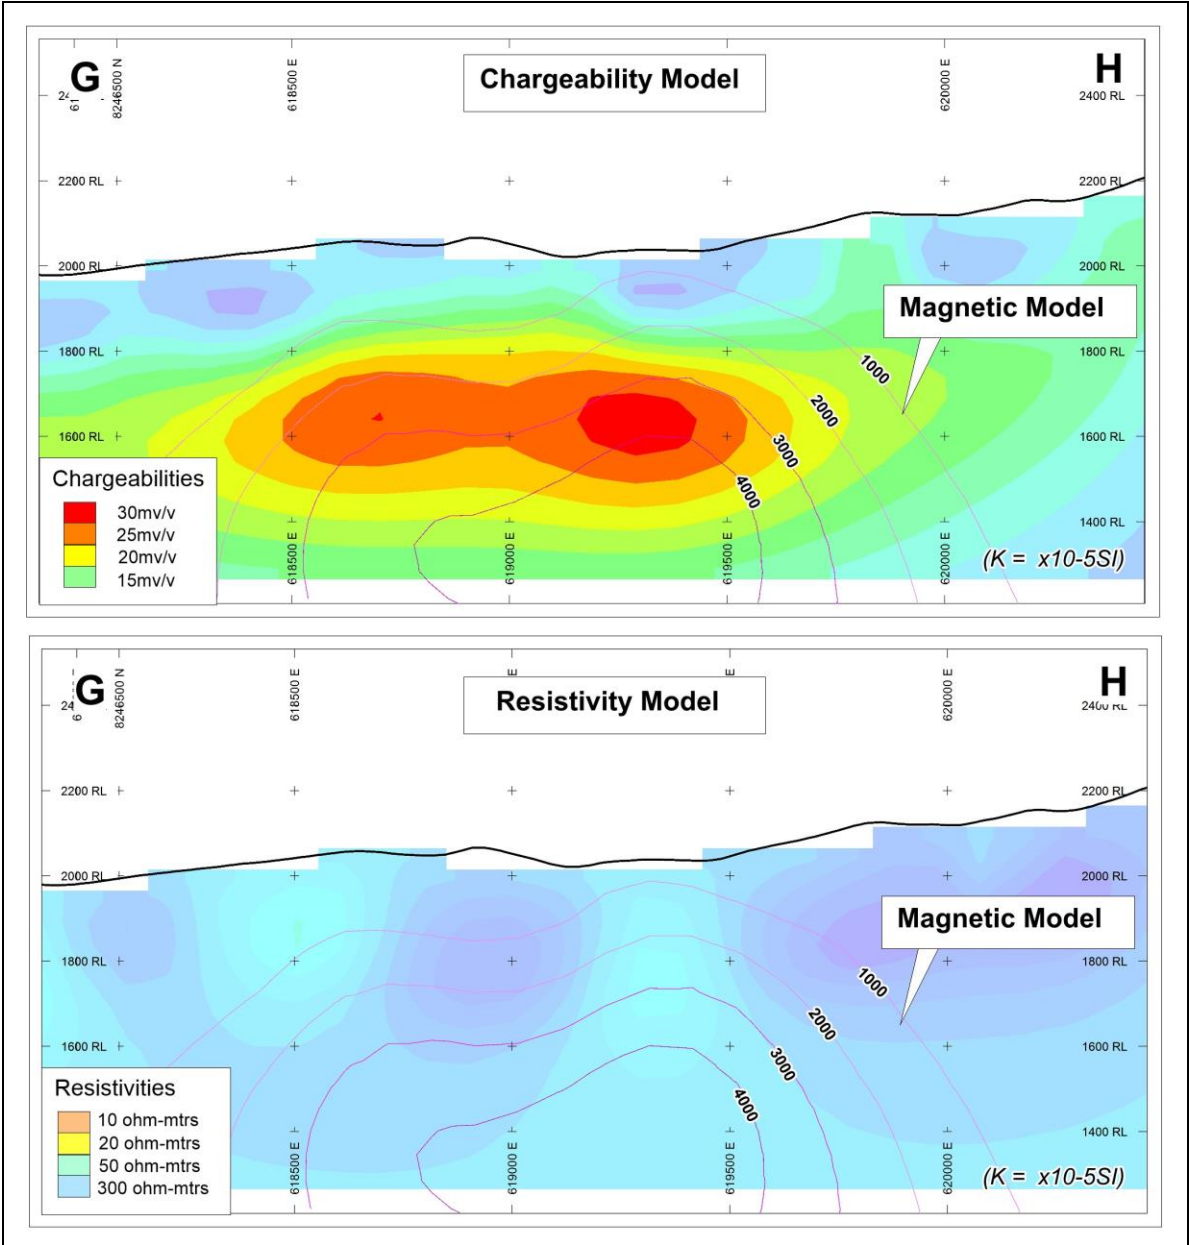 G
Chargeability Model
H
8246500 N
618500 E
620000 E
2400 RL
2200 RL
2200 RL
2000 RL
2000 RL
Magnetic Model
1800 RL
1800 RL
1000
2000
1600 RL
1600 RL
3000
4000
Chargeabilities
30mv/v
25mv/v
20mv/v
15mv/v
1400 RL
618500 E
619000 E
619500 E
620000 E
(K = x10-5SI)
G
Resistivity Model
H
8246500 N
618500 E
E
E
620000 E
2200 RL
2200 RL
2000 RL
2000 RL
Magnetic Model
1800 RL
1800 RL
1000
2000
1600 RL
1600 RL
3000
4000
Resistivities
10 ohm-mtrs
20 ohm-mtrs
50 ohm-mtrs
300 ohm-mtrs
1400 RL
618500 E
619000 E
619500 E
620000 E
(K = x10-5SI)